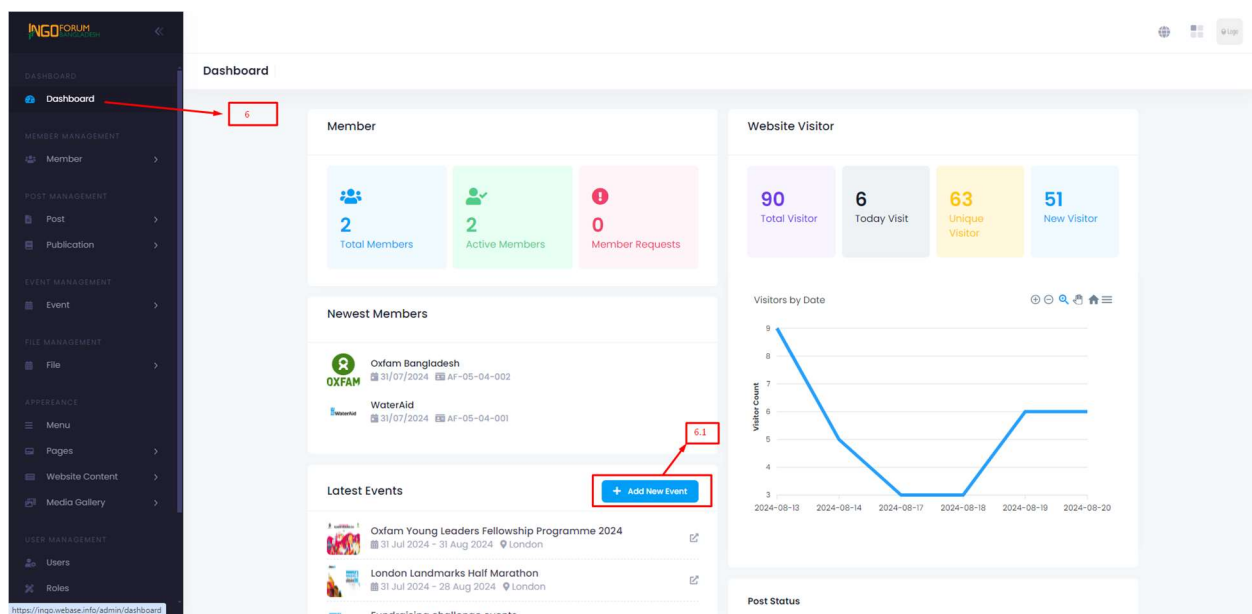 INGO FORUM
BANGLADESH
DASHBOARD
Dashboard
MEMBER MANAGEMENT
Member
POST MANAGEMENT
Post
Publication
EVENT MANAGEMENT
Event
FILE MANAGEMENT
File
APPEREANCE
Menu
Pages
Website Content
Media Gallery
USER MANAGEMENT
Users
Roles
https://ingo.webase.info/admin/dashboard
Logo
Dashboard
6
Member
2
Total Members
2
Active Members
0
Member Requests
Newest Members
OXFAM
Oxfam Bangladesh
31/07/2024 AF-05-04-002
WaterAid
WaterAid
31/07/2024 AF-05-04-001
6.1
Latest Events
+ Add New Event
Oxfam Young Leaders Fellowship Programme 2024
31 Jul 2024 - 31 Aug 2024 London
London Landmarks Half Marathon
31 Jul 2024 - 28 Aug 2024 London
Fundraising challenge events
Website Visitor
90
Total Visitor
6
Today Visit
63
Unique
Visitor
51
New Visitor
Visitors by Date
Visitor Count
9
8
7
6
5
4
3
2024-08-13 2024-08-14 2024-08-17 2024-08-18 2024-08-19 2024-08-20
Post Status